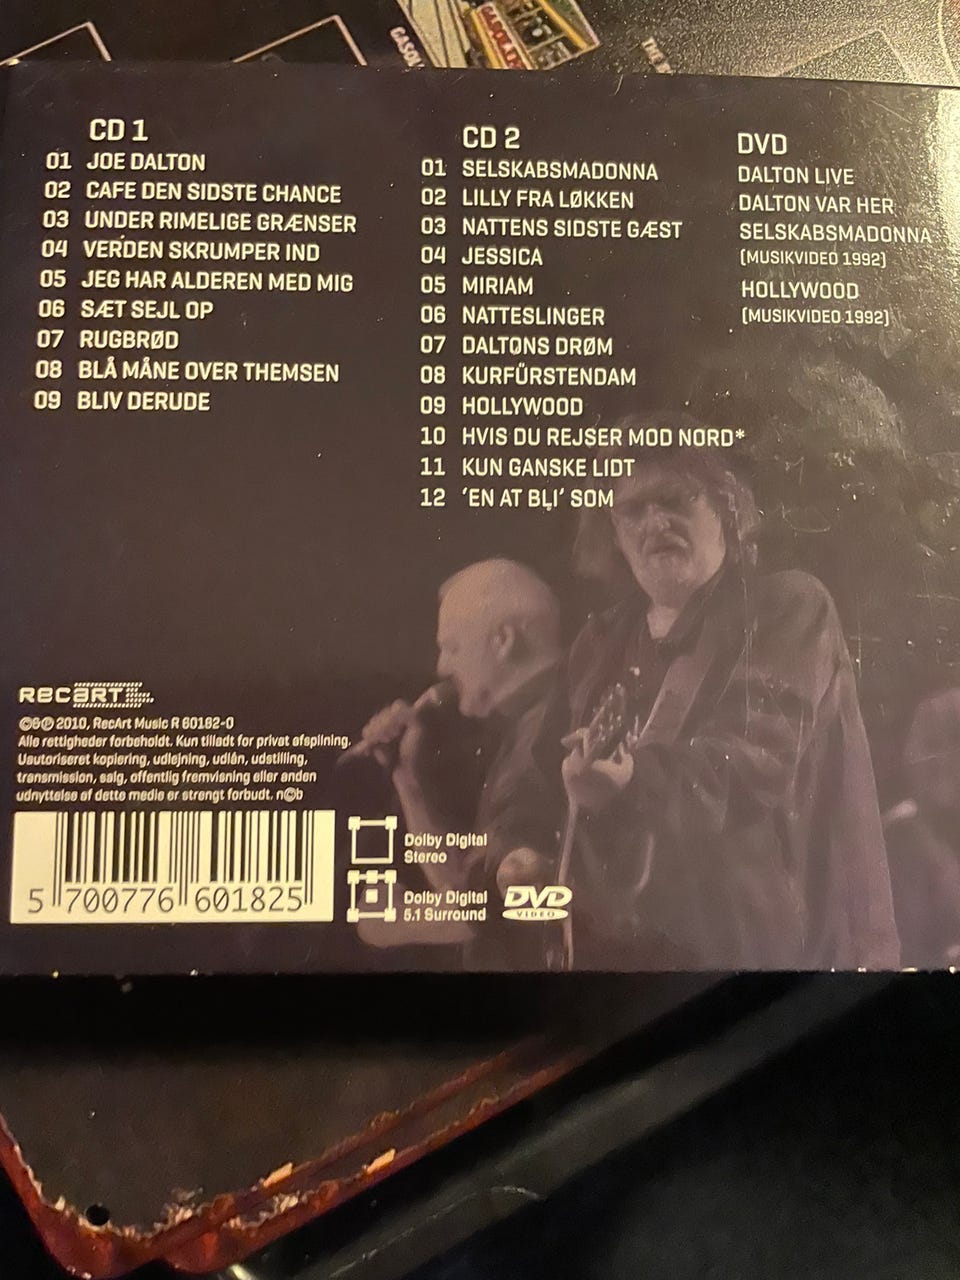 CD 1
01 JOE DALTON
02 CAFE DEN SIDSTE CHANCE
03 UNDER RIMELIGE GRÆNSER
04 VERDEN SKRUMPER IND
05 JEG HAR ALDEREN MED MIG
06 SÆT SEJL OP
07 RUGBRØD
08 BLÅ MÅNE OVER THEMSEN
09 BLIV DERUDE
CD 2
01 SELSKABSMADONNA
02 LILLY FRA LØKKEN
03 NATTENS SIDSTE GÆST
04 JESSICA
05 MIRIAM
06 NATTESLINGER
07 DALTONS DRØM
08 KURFÜRSTENDAM
09 HOLLYWOOD
10 HVIS DU REJSER MOD NORD*
11 KUN GANSKE LIDT
12 ‘EN AT BLI’ SOM
DVD
DALTON LIVE
DALTON VAR HER
SELSKABSMADONNA
(MUSIKVIDEO 1992)
HOLLYWOOD
(MUSIKVIDEO 1992)
RECART
©&℗ 2010, RecArt Music R 60182-0
Alle rettigheder forbeholdt. Kun tilladt for privat afspilning.
Uautoriseret kopiering, udlejning, udlån, udstilling,
transmission, salg, offentlig fremvisning eller anden
udnyttelse af dette medie er strengt forbudt. n©b
5 700776 601825
Dolby Digital
Stereo
Dolby Digital
5.1 Surround
DVD
VIDEO